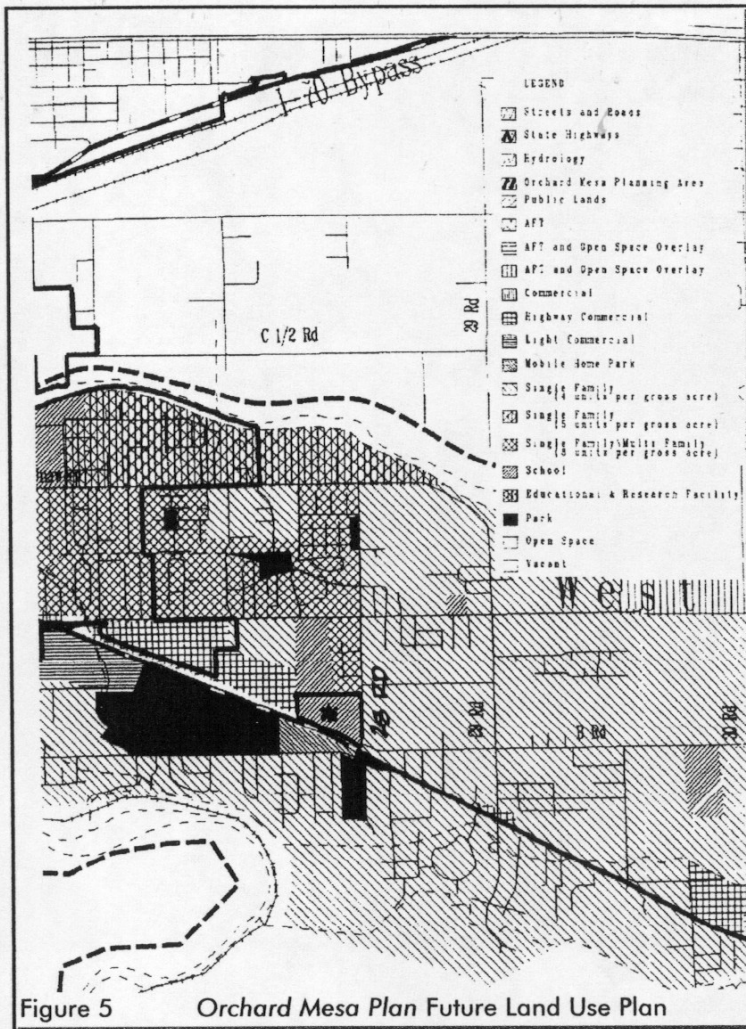 I-70 Bypass
LEGEND
Streets and Roads
State Highways
Hydrology
Orchard Mesa Planning Area
Public Lands
AFT
AFT and Open Space Overlay
AFT and Open Space Overlay
Commercial
Highway Commercial
Light Commercial
Mobile Home Park
Single Family
(4 units per gross acre)
Single Family
(5 units per gross acre)
Single Family\Multi Family
(8 units per gross acre)
School
Educational & Research Facility
Park
Open Space
Vacant
29 Rd
C 1/2 Rd
West
28 RD
29 Rd
B Rd
30 Rd
Figure 5 Orchard Mesa Plan Future Land Use Plan